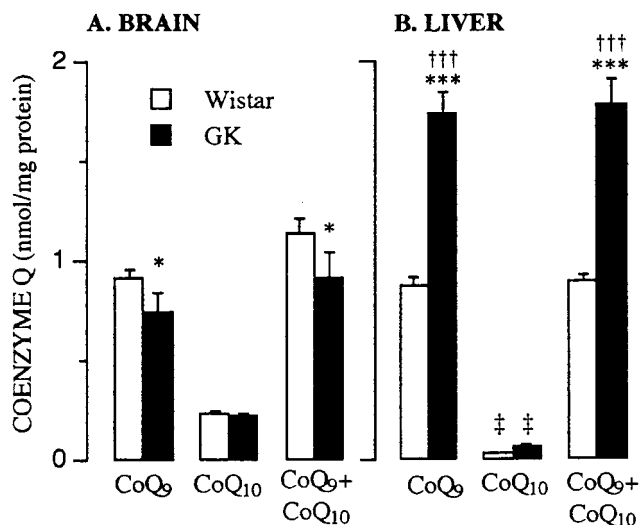 A. BRAIN
B. LIVER
COENZYME Q (nmol/mg protein)
2
1
0
Wistar
GK
*
*
†††
***
‡ ‡
†††
***
CoQ9
CoQ10
CoQ9+
CoQ10
CoQ9
CoQ10
CoQ9+
CoQ10